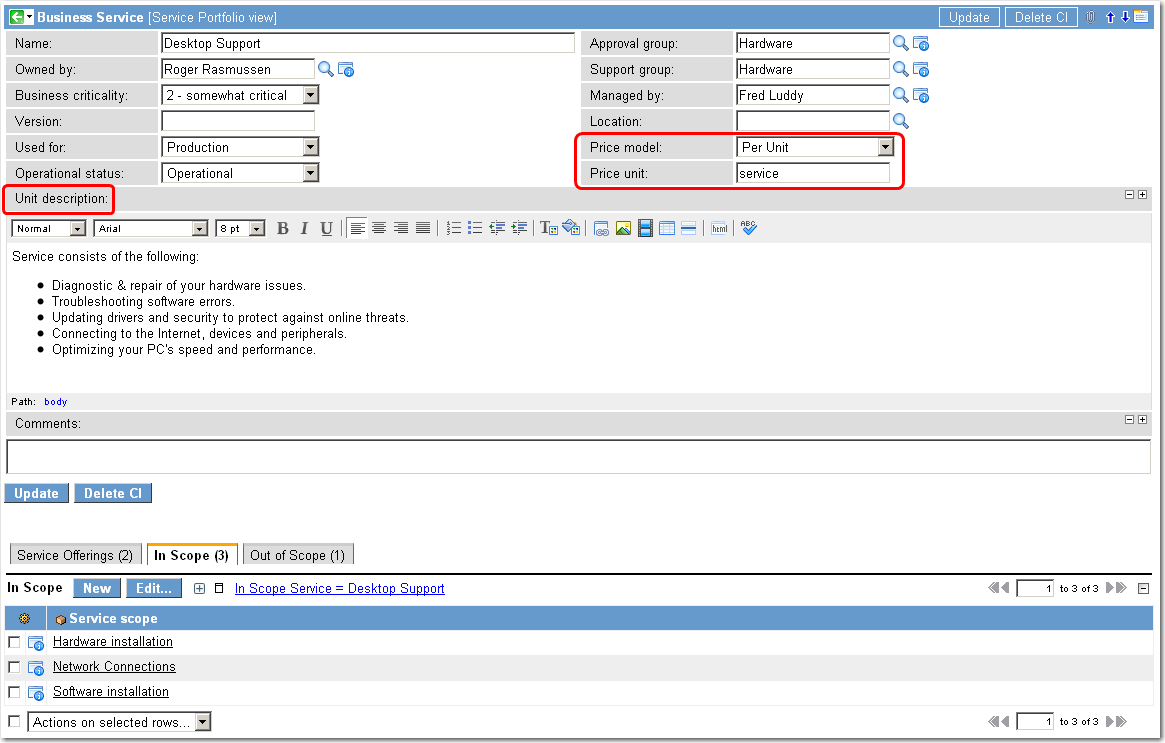 Business Service [Service Portfolio view] Update Delete CI
Name: Desktop Support Approval group: Hardware
Owned by: Roger Rasmussen Support group: Hardware
Business criticality: 2 - somewhat critical Managed by: Fred Luddy
Version: Location:
Used for: Production Price model: Per Unit
Operational status: Operational Price unit: service
Unit description:
Normal Arial 8 pt B I U T html ABC
Service consists of the following:
• Diagnostic & repair of your hardware issues.
• Troubleshooting software errors.
• Updating drivers and security to protect against online threats.
• Connecting to the Internet, devices and peripherals.
• Optimizing your PC's speed and performance.
Path: body
Comments:
Update Delete CI
Service Offerings (2) In Scope (3) Out of Scope (1)
In Scope New Edit... In Scope Service = Desktop Support 1 to 3 of 3
Service scope
Hardware installation
Network Connections
Software installation
Actions on selected rows... 1 to 3 of 3